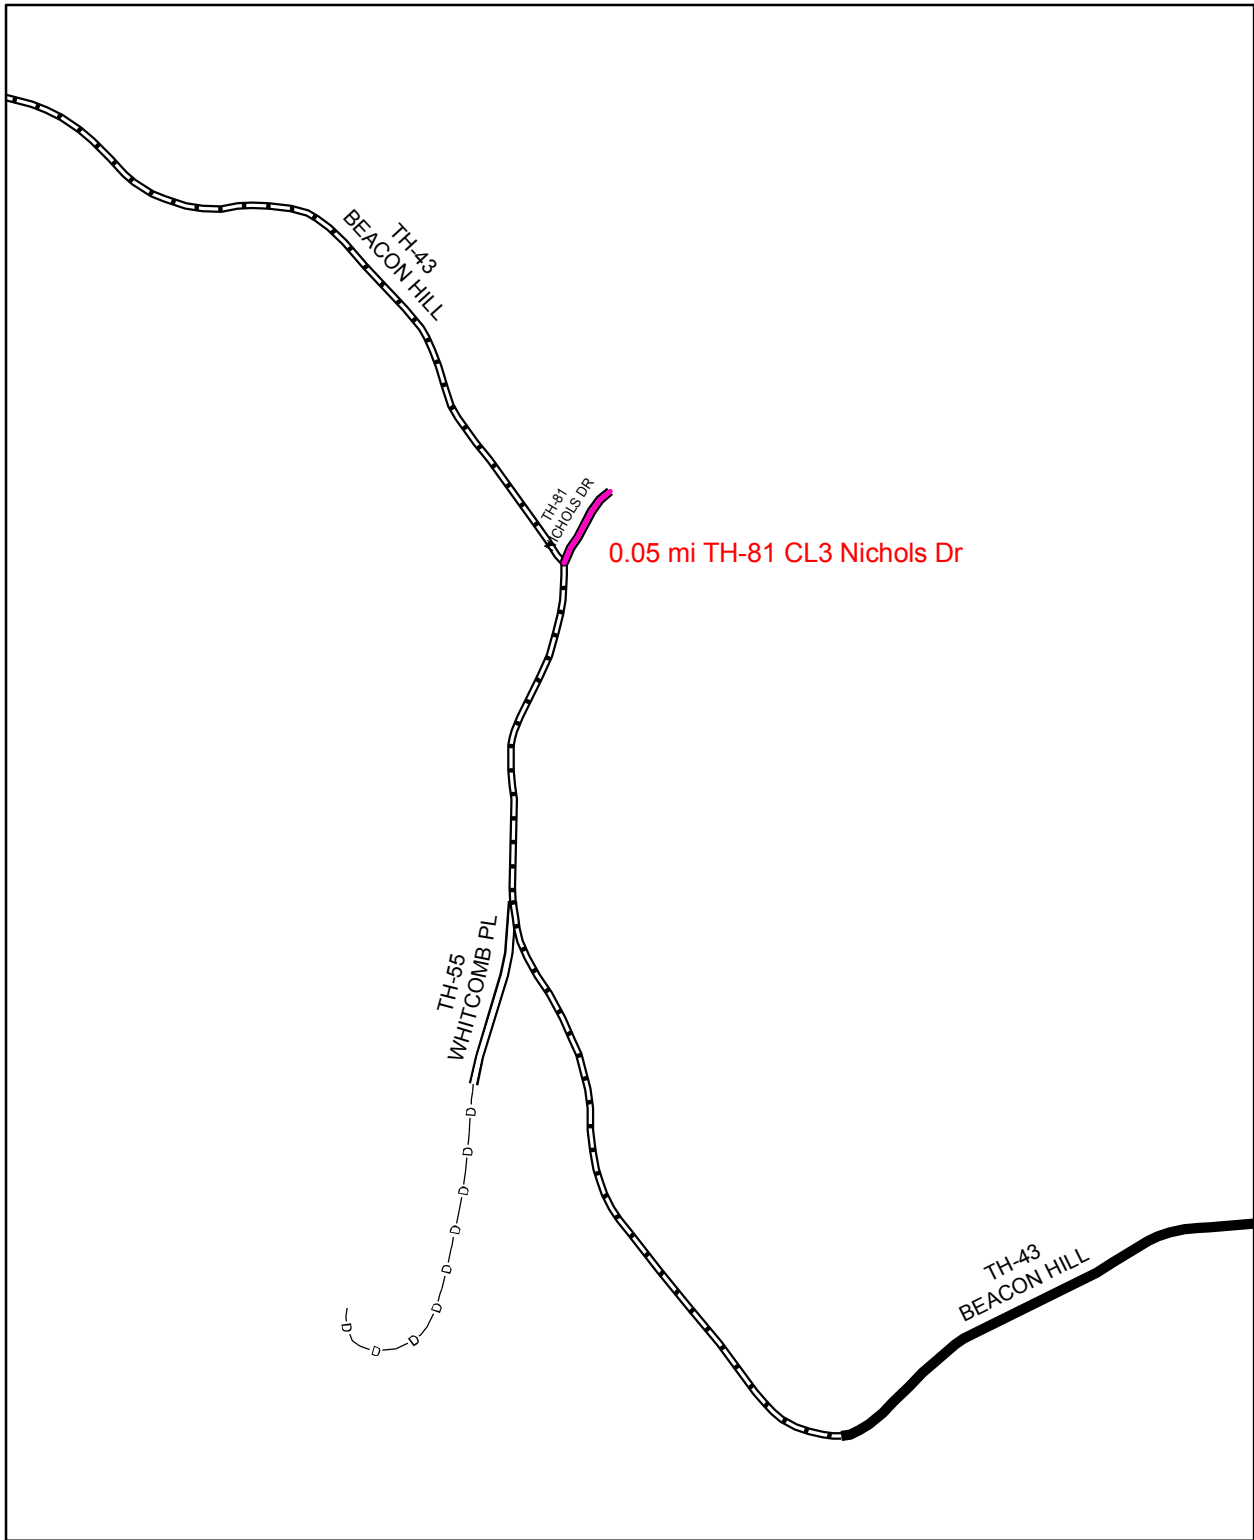 TH-43
BEACON HILL
TH-81
NICHOLS DR
0.05 mi TH-81 CL3 Nichols Dr
TH-55
WHITCOMB PL
D
D
D
D
D
D
D
D
D
TH-43
BEACON HILL